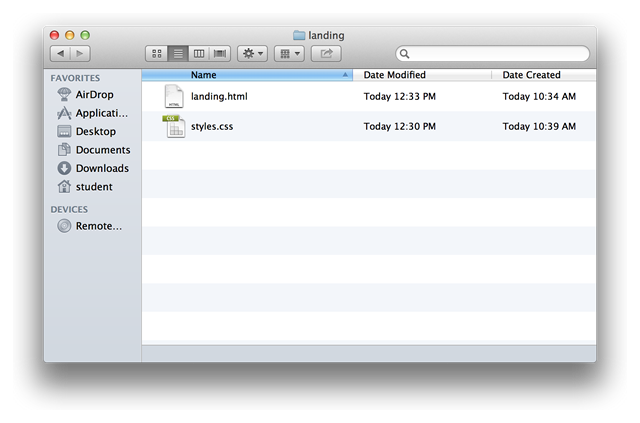 landing
FAVORITES
AirDrop
Applicati...
Desktop
Documents
Downloads
student
DEVICES
Remote...
Name Date Modified Date Created
HTML landing.html Today 12:33 PM Today 10:34 AM
CSS styles.css Today 12:30 PM Today 10:39 AM